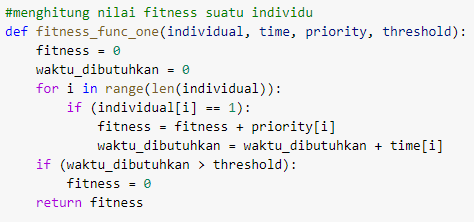 #menghitung nilai fitness suatu individu
def fitness_func_one(individual, time, priority, threshold):
    fitness = 0
    waktu_dibutuhkan = 0
    for i in range(len(individual)):
        if (individual[i] == 1):
            fitness = fitness + priority[i]
            waktu_dibutuhkan = waktu_dibutuhkan + time[i]
    if (waktu_dibutuhkan > threshold):
        fitness = 0
    return fitness